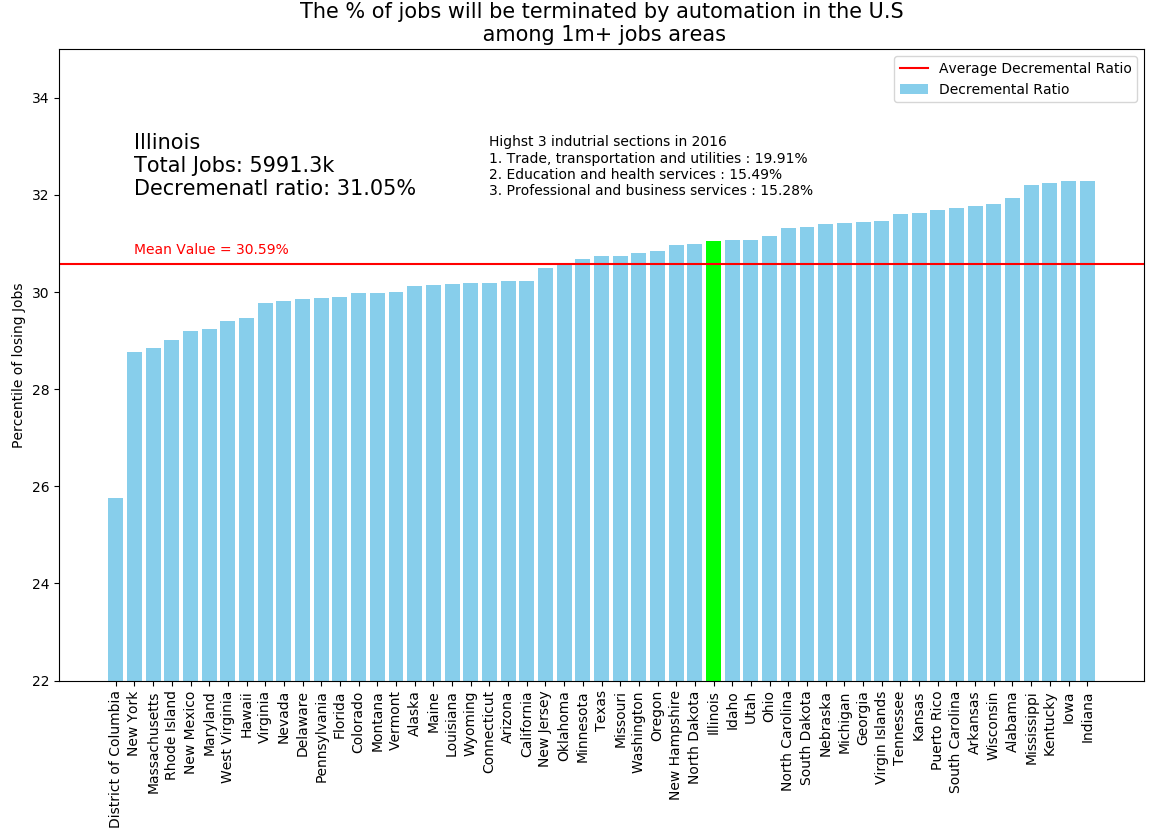 The % of jobs will be terminated by automation in the U.S
among 1m+ jobs areas
Average Decremental Ratio
Decremental Ratio
Illinois
Total Jobs: 5991.3k
Decremenatl ratio: 31.05%
Highst 3 indutrial sections in 2016
1. Trade, transportation and utilities : 19.91%
2. Education and health services : 15.49%
3. Professional and business services : 15.28%
Mean Value = 30.59%
Percentile of losing Jobs
34
32
30
28
26
24
22
District of Columbia
New York
Massachusetts
Rhode Island
New Mexico
Maryland
West Virginia
Hawaii
Virginia
Nevada
Delaware
Pennsylvania
Florida
Colorado
Montana
Vermont
Alaska
Maine
Louisiana
Wyoming
Connecticut
Arizona
California
New Jersey
Oklahoma
Minnesota
Texas
Missouri
Washington
Oregon
New Hampshire
North Dakota
Illinois
Idaho
Utah
Ohio
North Carolina
South Dakota
Nebraska
Michigan
Georgia
Virgin Islands
Tennessee
Kansas
Puerto Rico
South Carolina
Arkansas
Wisconsin
Alabama
Mississippi
Kentucky
Iowa
Indiana